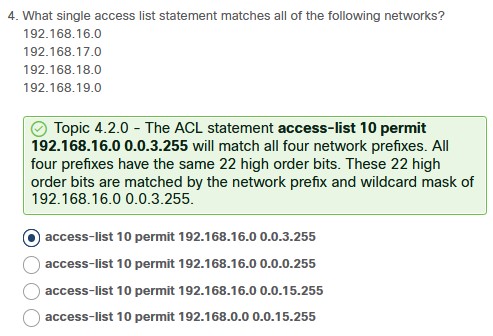 4. What single access list statement matches all of the following networks?
192.168.16.0
192.168.17.0
192.168.18.0
192.168.19.0
Topic 4.2.0 - The ACL statement access-list 10 permit
192.168.16.0 0.0.3.255 will match all four network prefixes. All
four prefixes have the same 22 high order bits. These 22 high
order bits are matched by the network prefix and wildcard mask of
192.168.16.0 0.0.3.255.
access-list 10 permit 192.168.16.0 0.0.3.255
access-list 10 permit 192.168.16.0 0.0.0.255
access-list 10 permit 192.168.16.0 0.0.15.255
access-list 10 permit 192.168.0.0 0.0.15.255